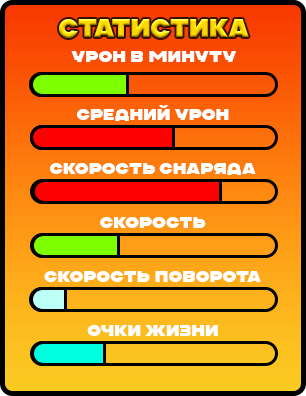 СТАТИСТИКА
УРОН В МИНУТУ
СРЕДНИЙ УРОН
СКОРОСТЬ СНАРЯДА
СКОРОСТЬ
СКОРОСТЬ ПОВОРОТА
ОЧКИ ЖИЗНИ